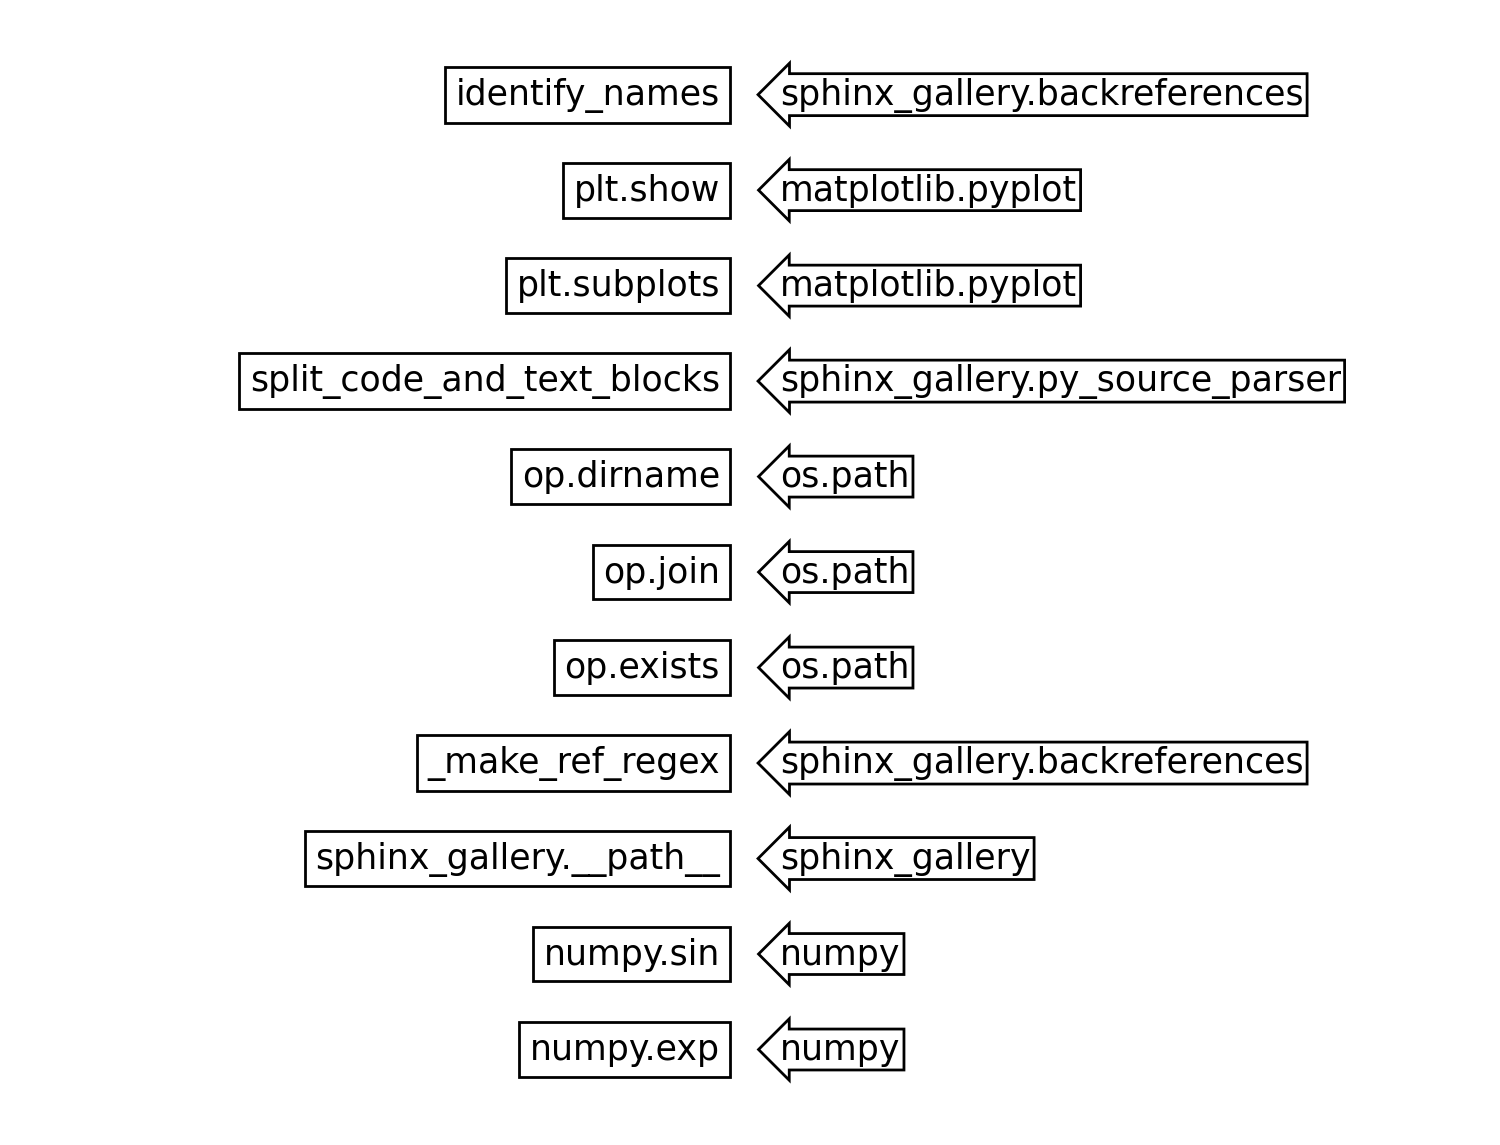 identify_names sphinx_gallery.backreferences
plt.show matplotlib.pyplot
plt.subplots matplotlib.pyplot
split_code_and_text_blocks sphinx_gallery.py_source_parser
op.dirname os.path
op.join os.path
op.exists os.path
_make_ref_regex sphinx_gallery.backreferences
sphinx_gallery.__path__ sphinx_gallery
numpy.sin numpy
numpy.exp numpy